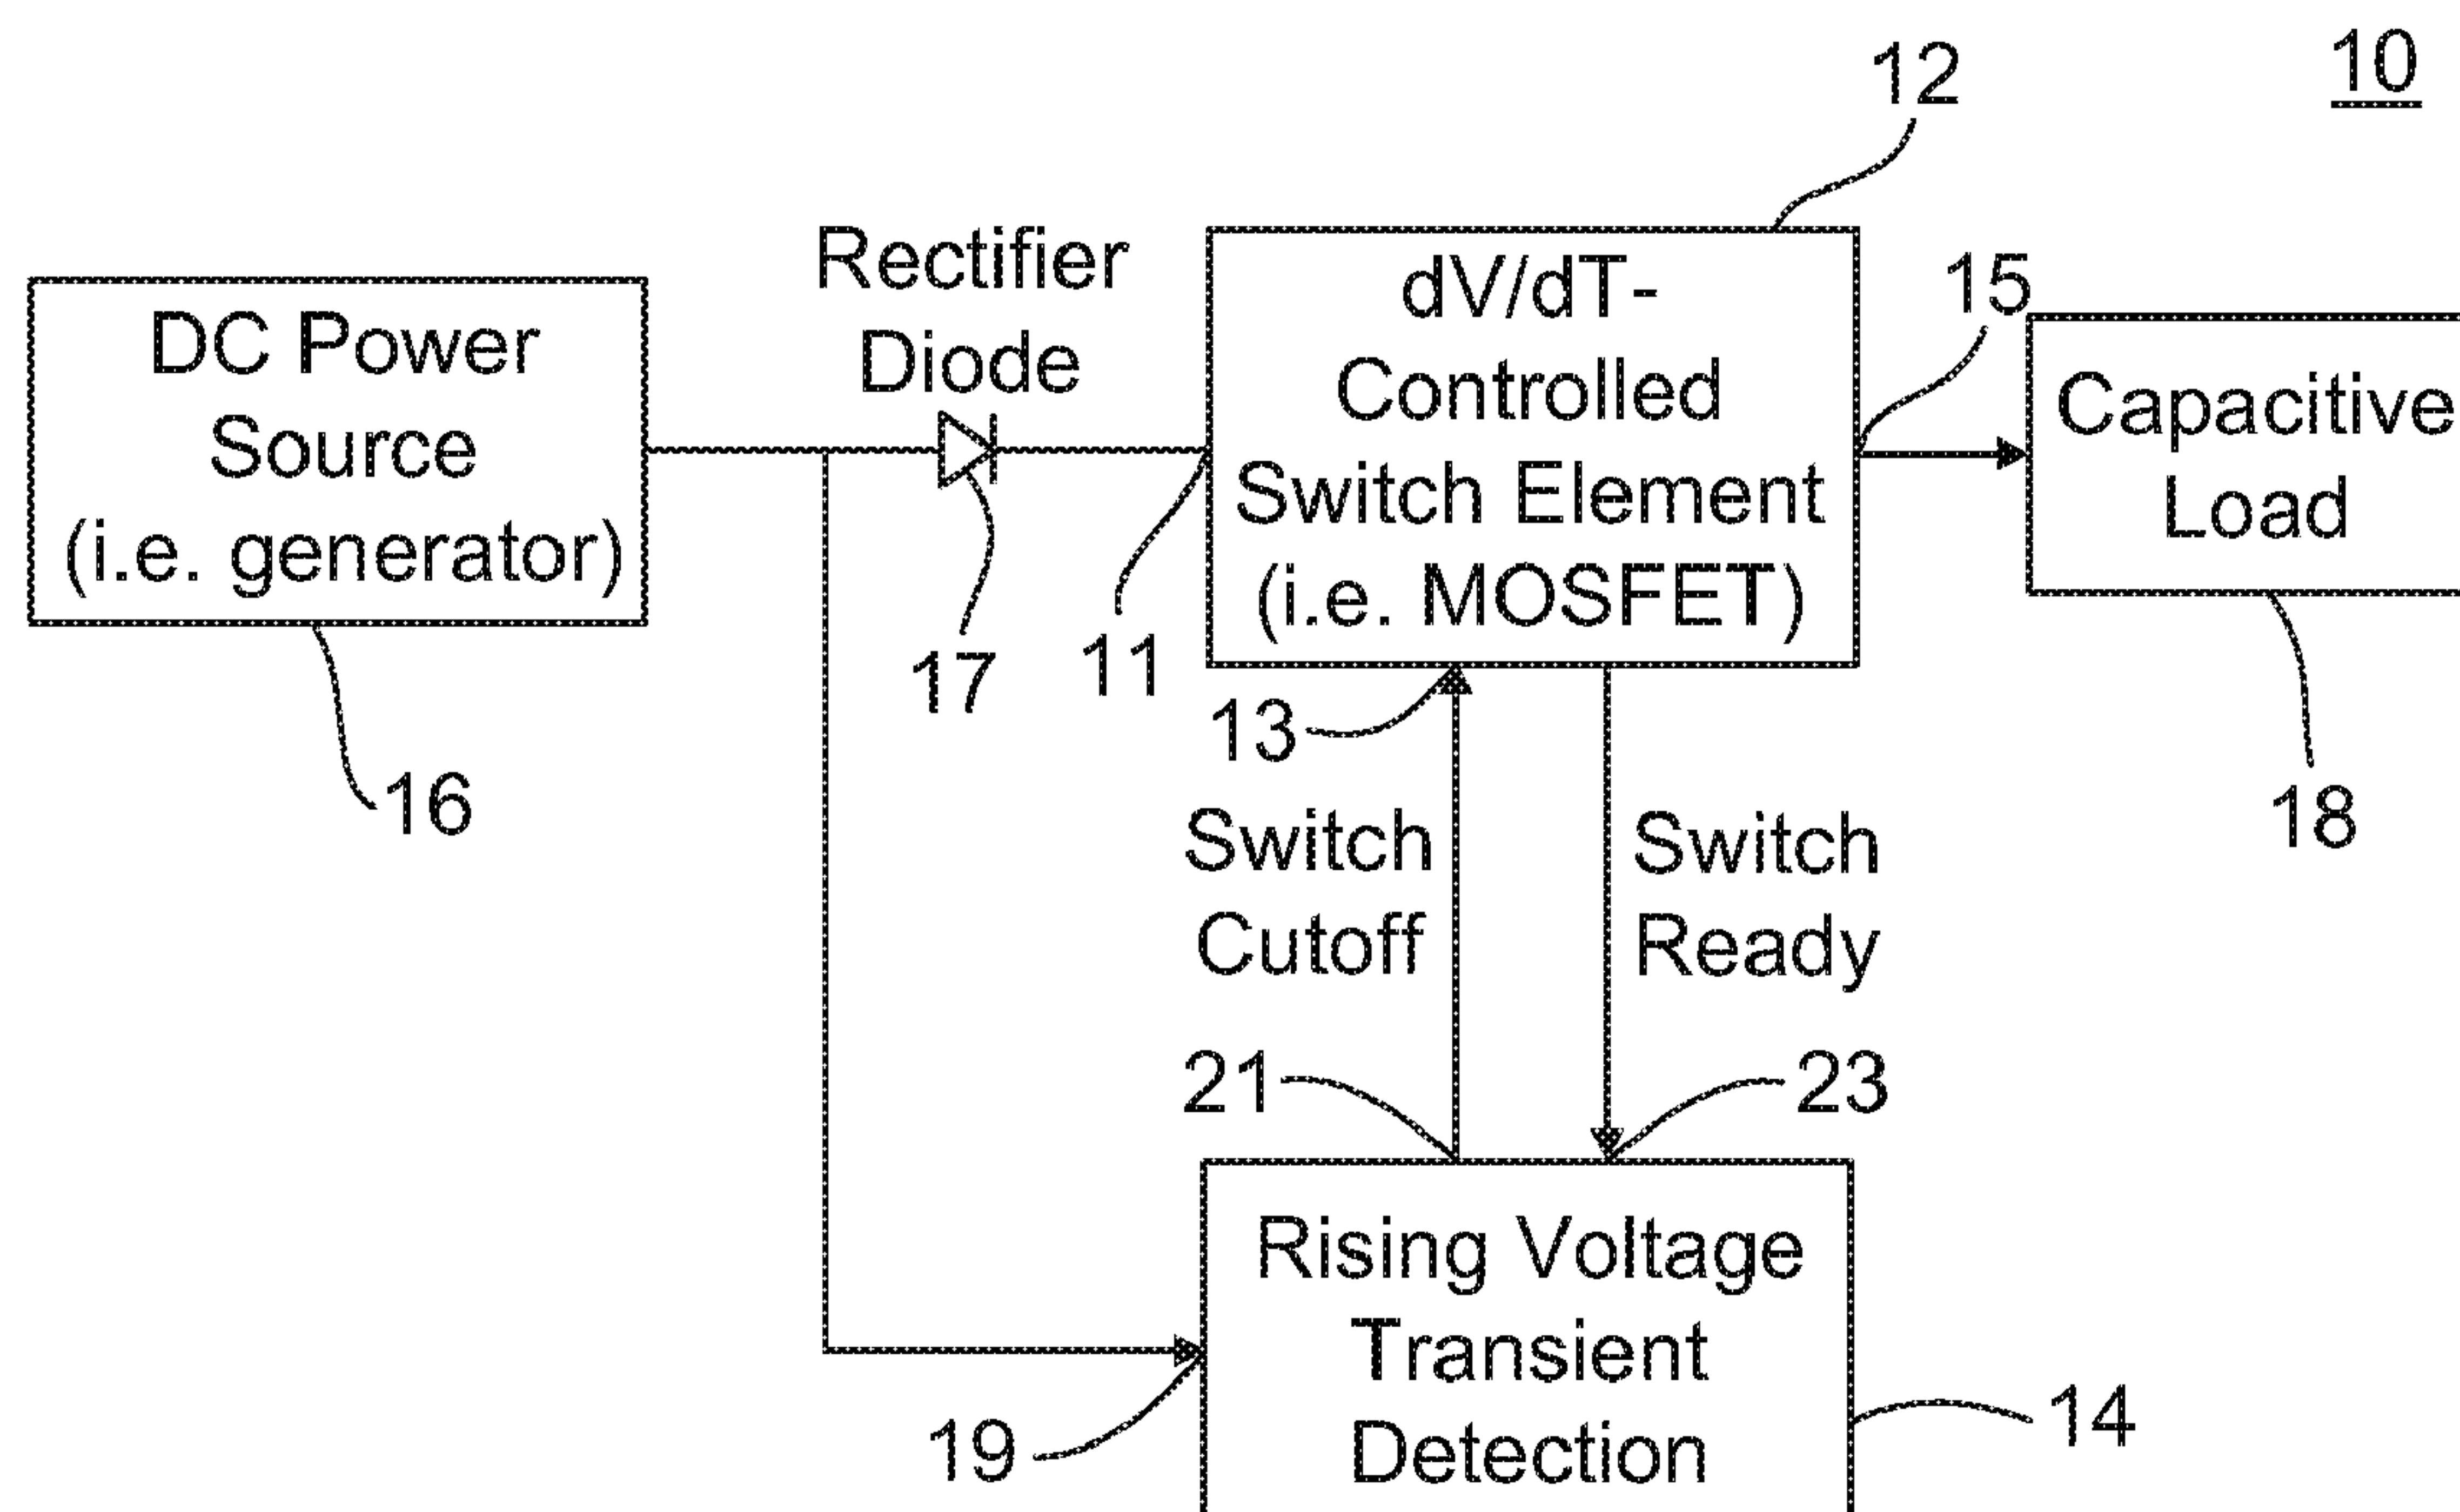 10
12
Rectifier
Diode
DC Power
Source
(i.e. generator)
dV/dT-
Controlled
Switch Element
(i.e. MOSFET)
15
Capacitive
Load
17
11
16
13
18
Switch
Cutoff
Switch
Ready
21
23
Rising Voltage
Transient
Detection
19
14